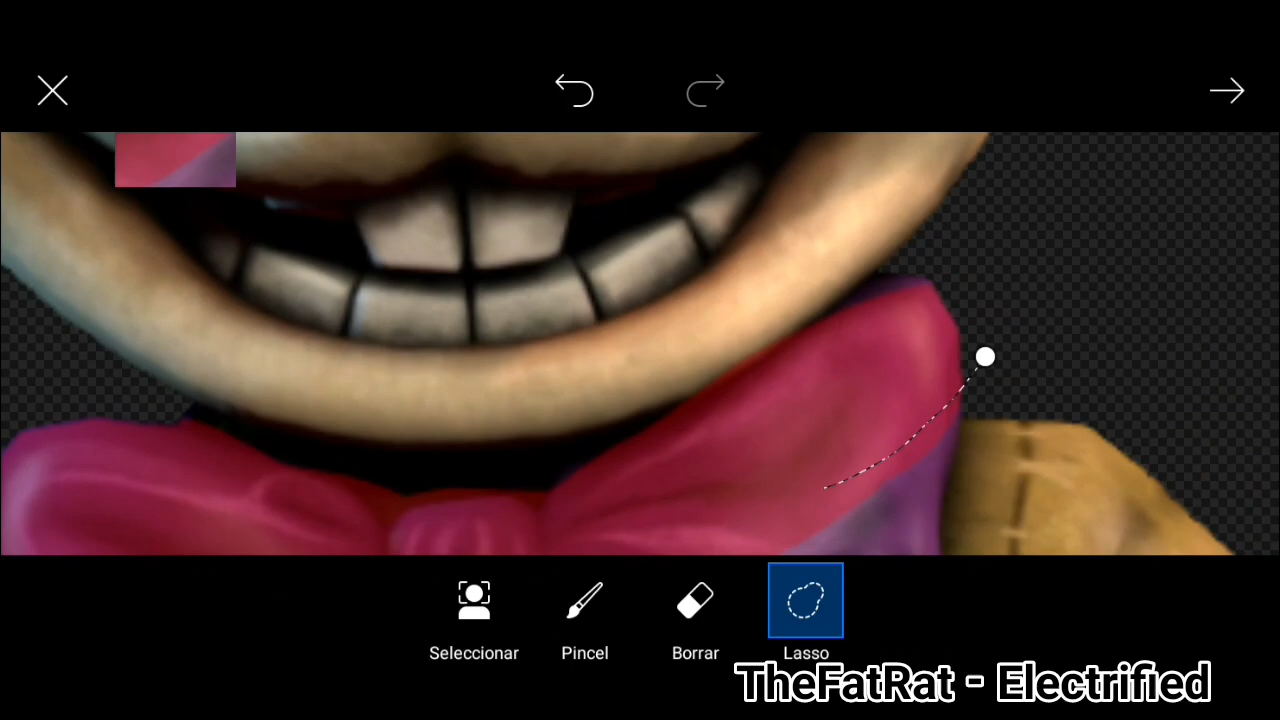 Seleccionar
Pincel
Borrar
Lasso
TheFatRat - Electrified